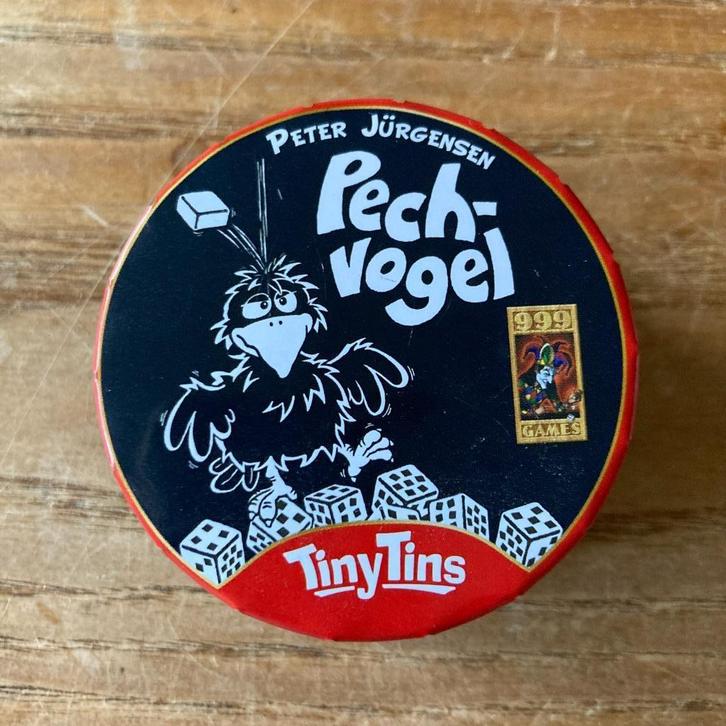 PETER JÜRGENSEN
Pech-
vogel
999
GAMES
TinyTins